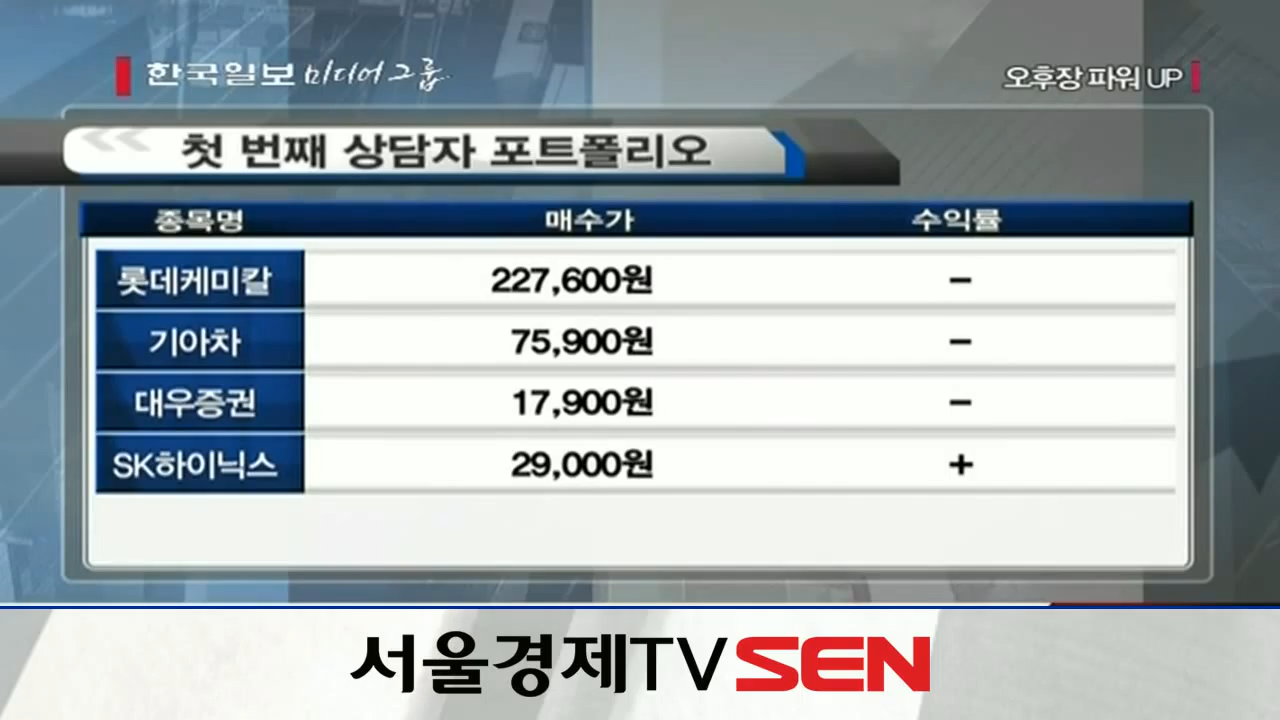 한국일보 미디어그룹
오후장 파워 UP
첫 번째 상담자 포트폴리오
종목명 매수가 수익률
롯데케미칼 227,600원 −
기아차 75,900원 −
대우증권 17,900원 −
SK하이닉스 29,000원 +
서울경제TV SEN